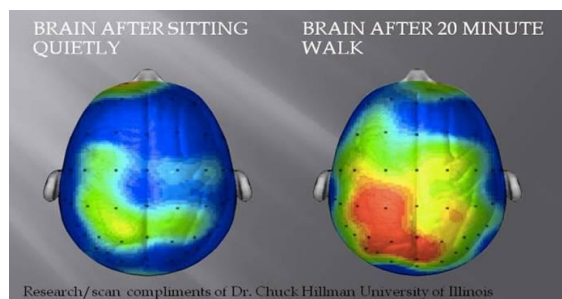 BRAIN AFTER SITTING
QUIETLY
BRAIN AFTER 20 MINUTE
WALK
Research/scan compliments of Dr. Chuck Hillman University of Illinois